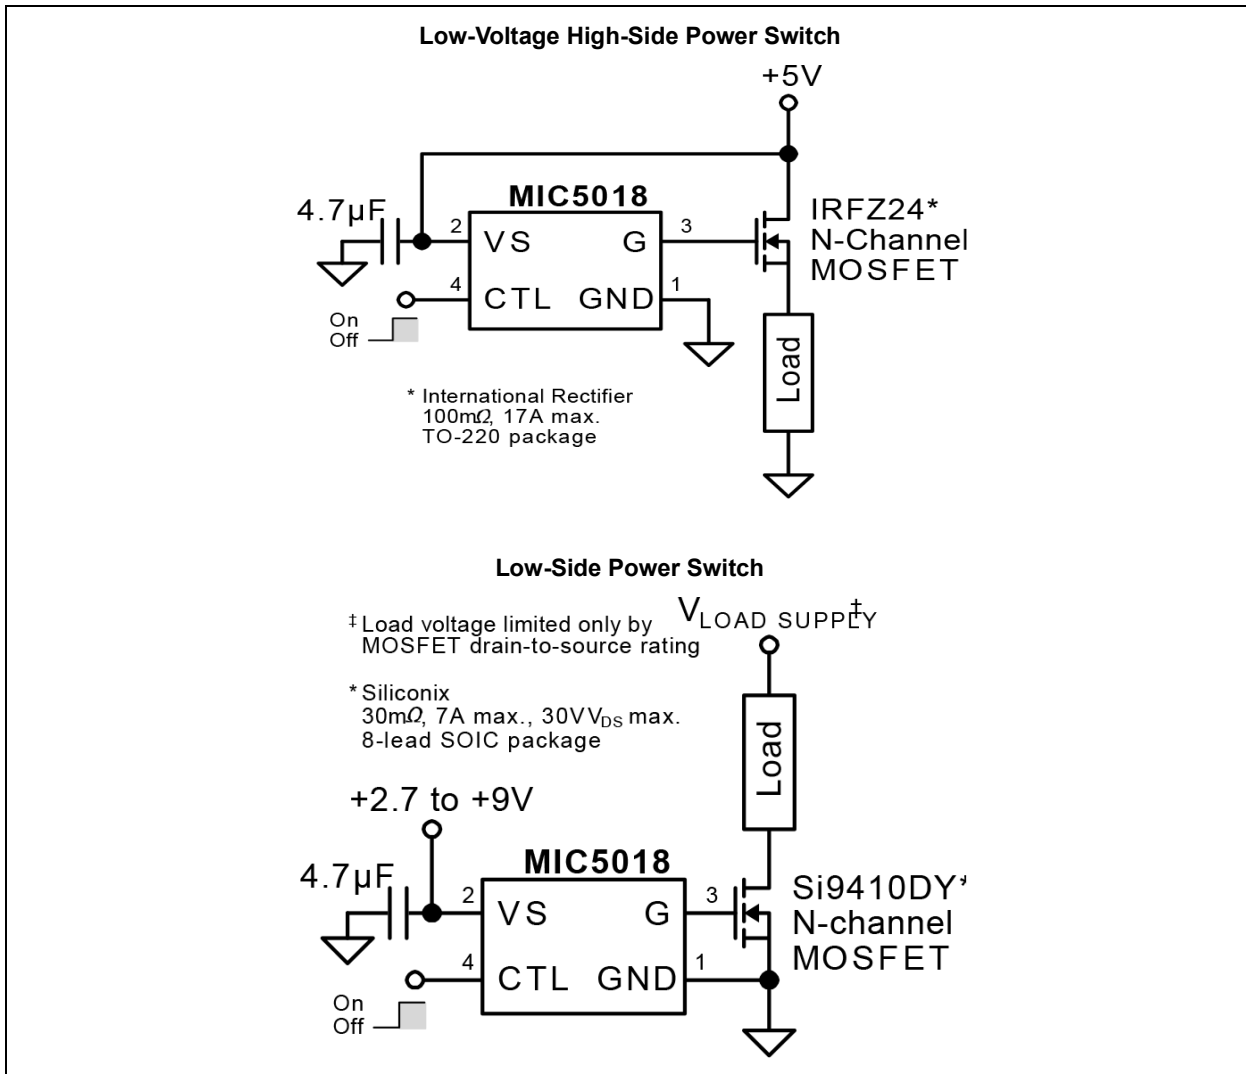 Low-Voltage High-Side Power Switch
+5V
MIC5018
4.7µF
2
VS
G
3
IRFZ24*
N-Channel
MOSFET
4
CTL
GND
1
On
Off
Load
* International Rectifier
100mΩ, 17A max.
TO-220 package
Low-Side Power Switch
VLOAD SUPPLY‡
‡ Load voltage limited only by
MOSFET drain-to-source rating
* Siliconix
30mΩ, 7A max., 30V VDS max.
8-lead SOIC package
Load
+2.7 to +9V
MIC5018
4.7µF
2
VS
G
3
Si9410DY*
N-channel
MOSFET
4
CTL
GND
1
On
Off